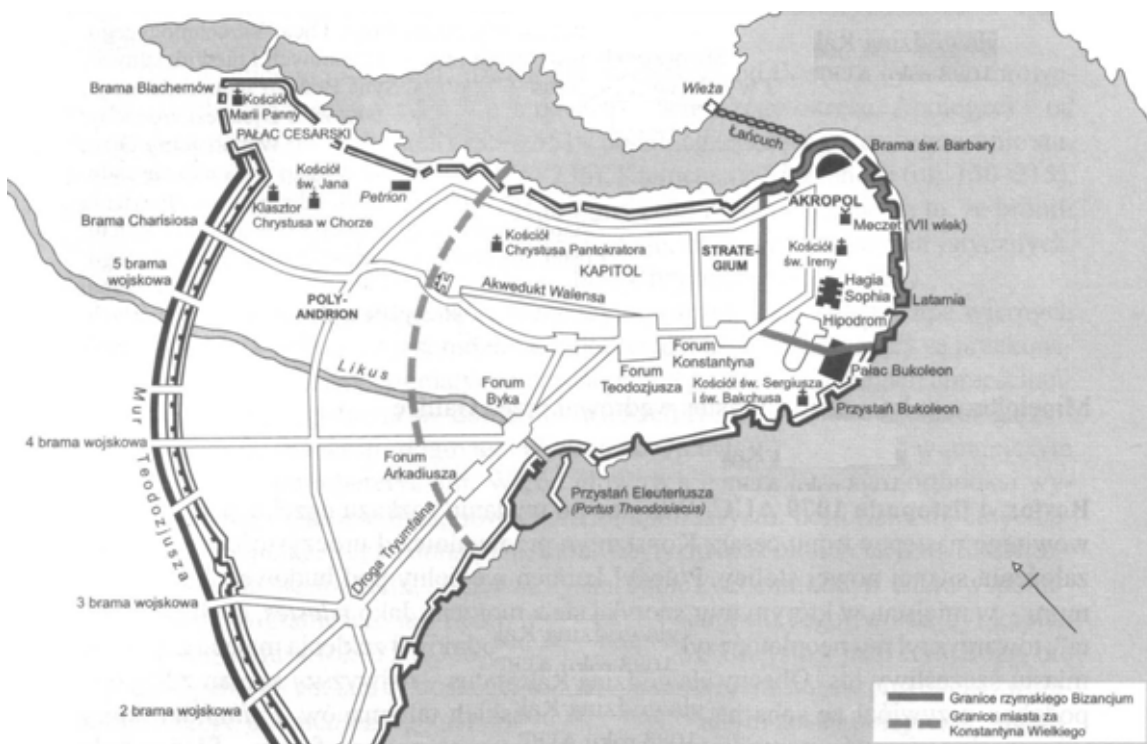 Brama Blachernów
Kościół
Marii Panny
PAŁAC CESARSKI
Kościół
św. Jana
Klasztor
Chrystusa w Chorze
Petrion
Brama Charisiosa
5 brama
wojskowa
POLY-
ANDRION
Likus
Mur Teodozjusza
4 brama wojskowa
3 brama wojskowa
2 brama wojskowa
Wieża
Łańcuch
Brama św. Barbary
AKROPOL
Meczet (VII wiek)
Kościół
św. Ireny
Hagia
Sophia
Latarnia
Hipodrom
Pałac Bukoleon
Przystań Bukoleon
Kościół św. Sergiusza
i św. Bakchusa
STRATE-
GIUM
Kościół
Chrystusa Pantokratora
KAPITOL
Akwedukt Walensa
Forum
Konstantyna
Forum
Teodozjusza
Forum
Byka
Forum
Arkadiusza
Droga Tryumfalna
Przystań Eleuteriusza
(Portus Theodosiacus)
Granice rzymskiego Bizancjum
Granice miasta za
Konstantyna Wielkiego